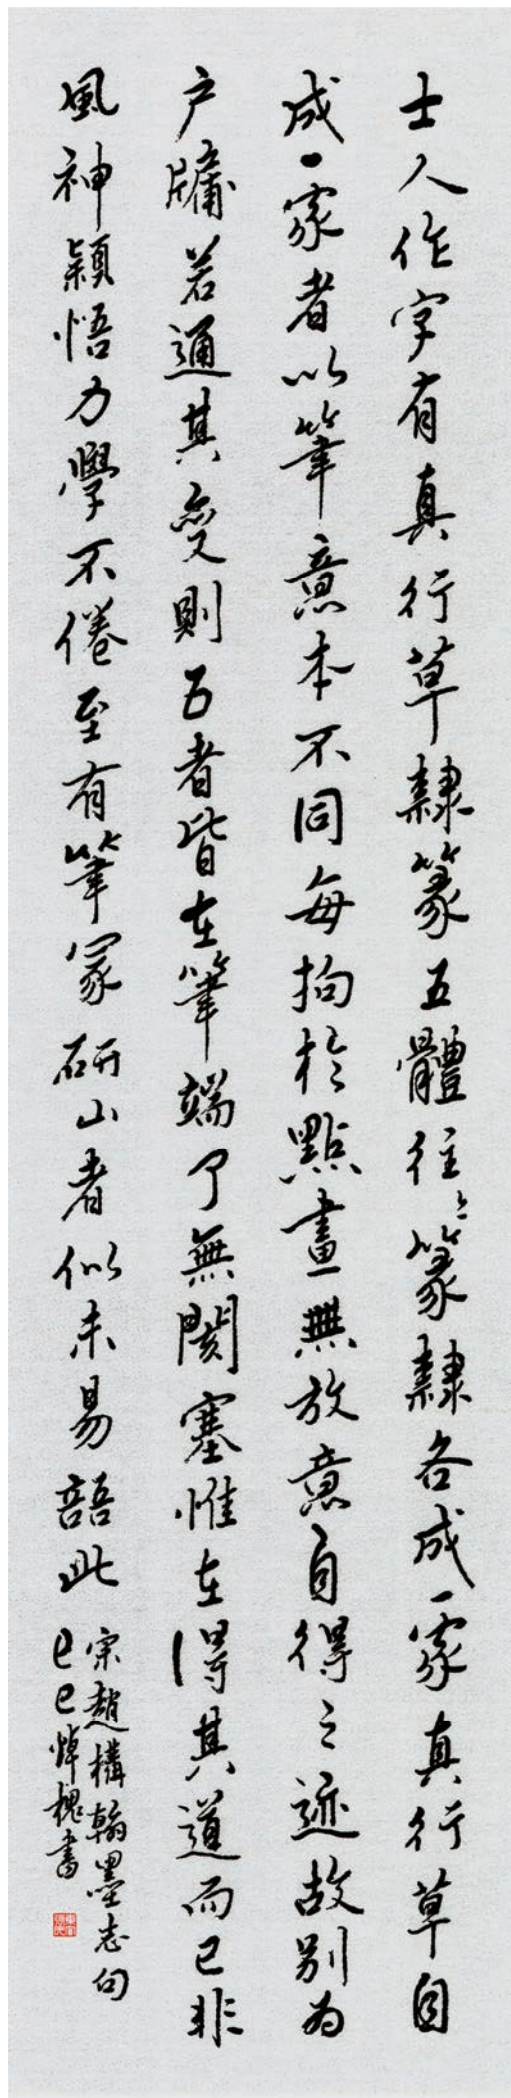 士人作字有真行草隸篆五體往々篆隸各成一家真行草自
成一家者以筆意本不同每拘於點畫無放意自得之迹故别為
户牖若通其變則五者皆在筆端了無閡塞惟在得其道而已非
風神穎悟力學不倦至有筆冢研山者似未易語此
宋趙構翰墨志句
己巳焯槐書